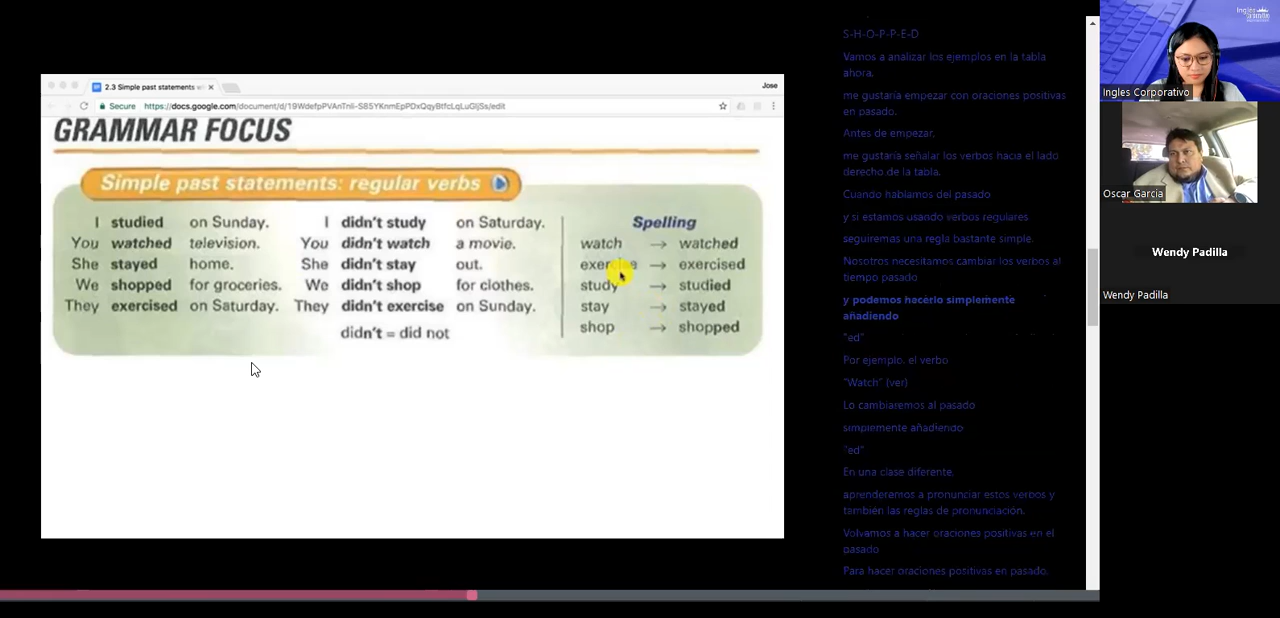 2.3 Simple past statements wi
Jose
Secure
https://docs.google.com/document/d/
/edit
GRAMMAR FOCUS
Simple past statements: regular verbs
I studied on Sunday.
You watched television.
She stayed home.
We shopped for groceries.
They exercised on Saturday.
I didn't study on Saturday.
You didn't watch a movie.
She didn't stay out.
We didn't shop for clothes.
They didn't exercise on Sunday.
didn't = did not
Spelling
watch → watched
exercise → exercised
study → studied
stay → stayed
shop → shopped
S-H-O-P-P-E-D
Vamos a analizar los ejemplos en la tabla
ahora,
me gustaría empezar con oraciones positivas
en pasado.
Antes de empezar,
me gustaría señalar los verbos hacia el lado
derecho de la tabla.
Cuando hablamos del pasado
y si estamos usando verbos regulares
seguiremos una regla bastante simple.
Nosotros necesitamos cambiar los verbos al
tiempo pasado
y podemos hacerlo simplemente
añadiendo
"ed"
Por ejemplo, el verbo
"Watch" (ver)
Lo cambiaremos al pasado
simplemente añadiendo
"ed"
En una clase diferente,
aprenderemos a pronunciar estos verbos y
también las reglas de pronunciación.
Volvamos a hacer oraciones positivas en el
pasado
Para hacer oraciones positivas en pasado,
Ingles Corporativo
Oscar Garcia
Wendy Padilla
Wendy Padilla